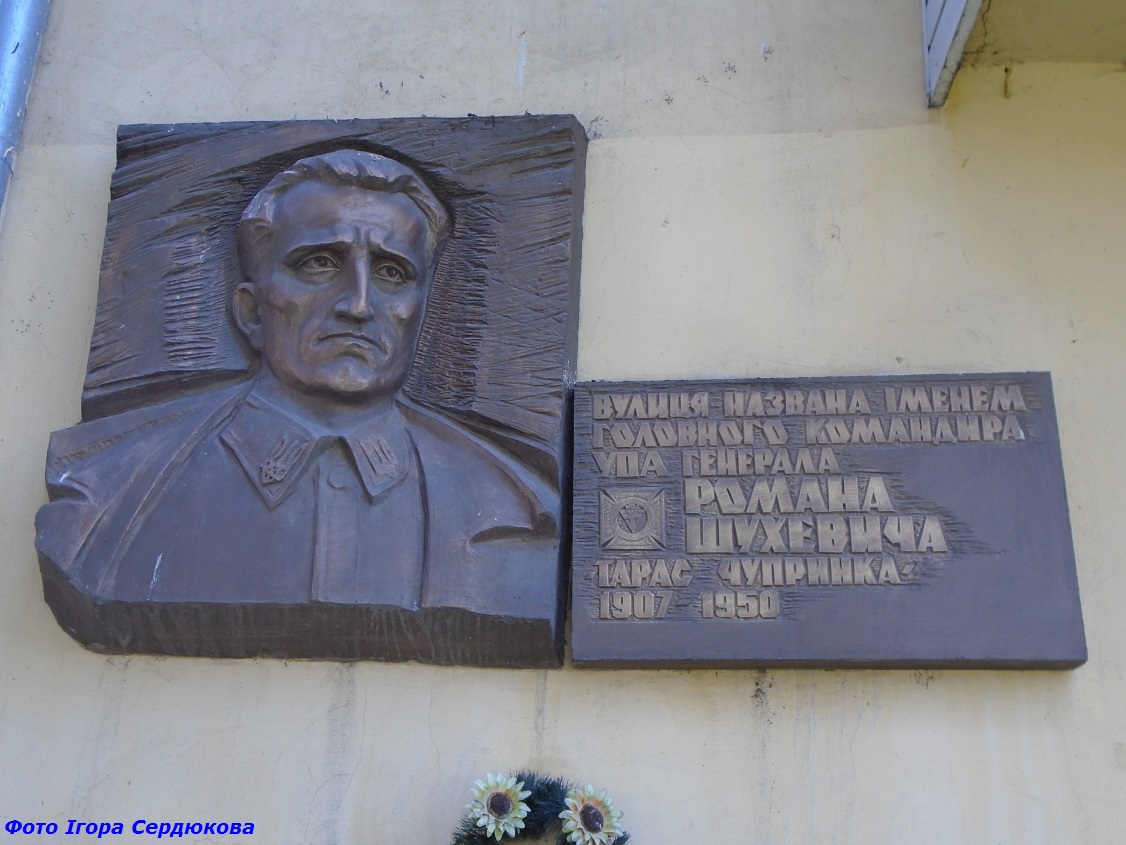 ВУЛИЦЯ НАЗВАНА ІМЕНЕМ
ГОЛОВНОГО КОМАНДИРА
УПА ГЕНЕРАЛА
РОМАНА
ШУХЕВИЧА
"ТАРАС ЧУПРИНКА"
1907 - 1950
Фото Ігора Сердюкова